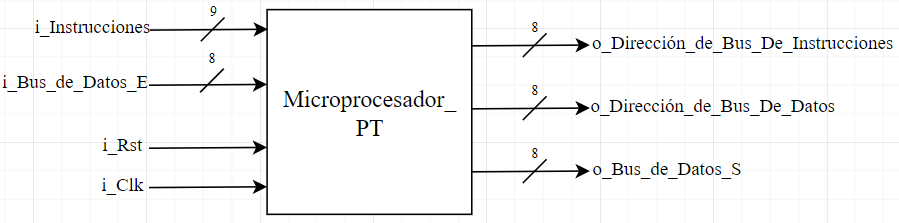 9
i_Instrucciones
8
i_Bus_de_Datos_E
i_Rst
i_Clk
Microprocesador_
PT
8
o_Dirección_de_Bus_De_Instrucciones
8
o_Dirección_de_Bus_De_Datos
8
o_Bus_de_Datos_S